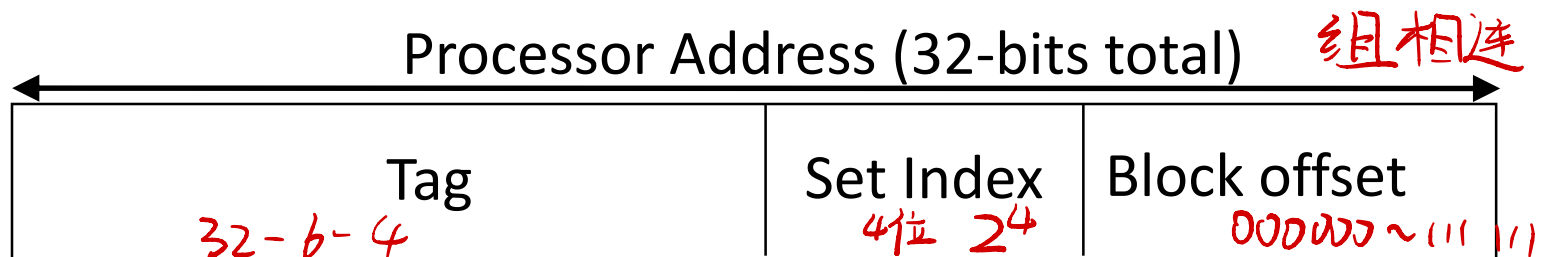 Processor Address (32-bits total) 组相连
Tag Set Index Block offset
32-6-4 4位 2⁴ 000000~111111